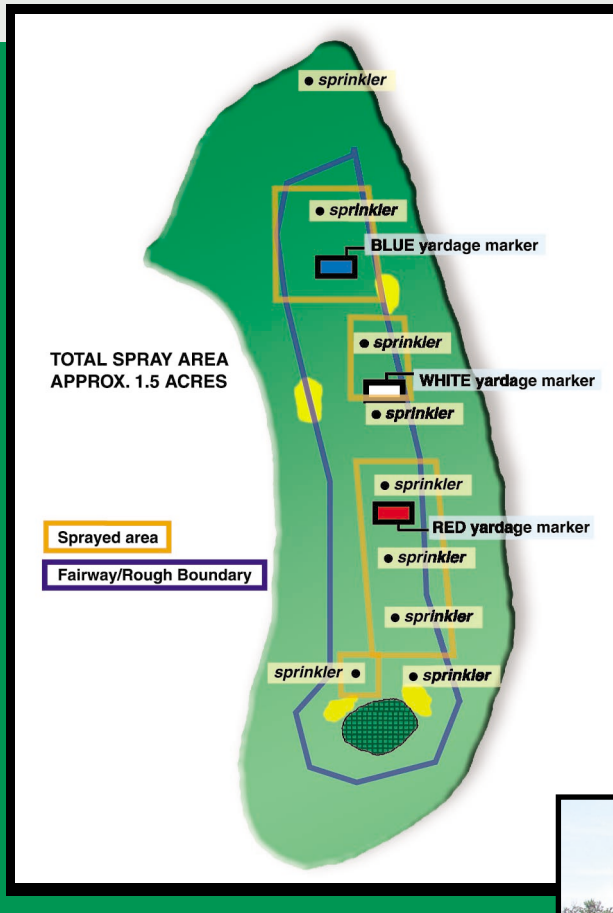 sprinkler
sprinkler
BLUE yardage marker
sprinkler
TOTAL SPRAY AREA
APPROX. 1.5 ACRES
WHITE yardage marker
sprinkler
sprinkler
RED yardage marker
Sprayed area
sprinkler
Fairway/Rough Boundary
sprinkler
sprinkler
sprinkler